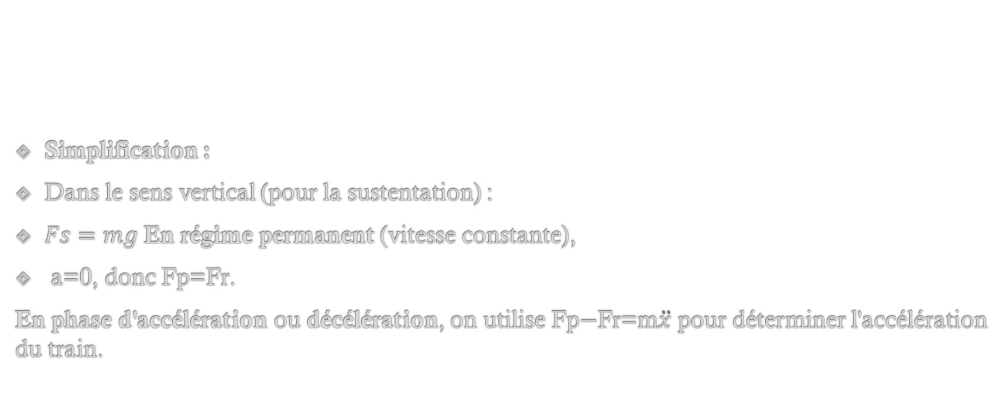 Simplification :
Dans le sens vertical (pour la sustentation) :
Fs = mg En régime permanent (vitesse constante),
a=0, donc Fp=Fr.
En phase d'accélération ou décélération, on utilise Fp−Fr=mẍ pour déterminer l'accélération
du train.